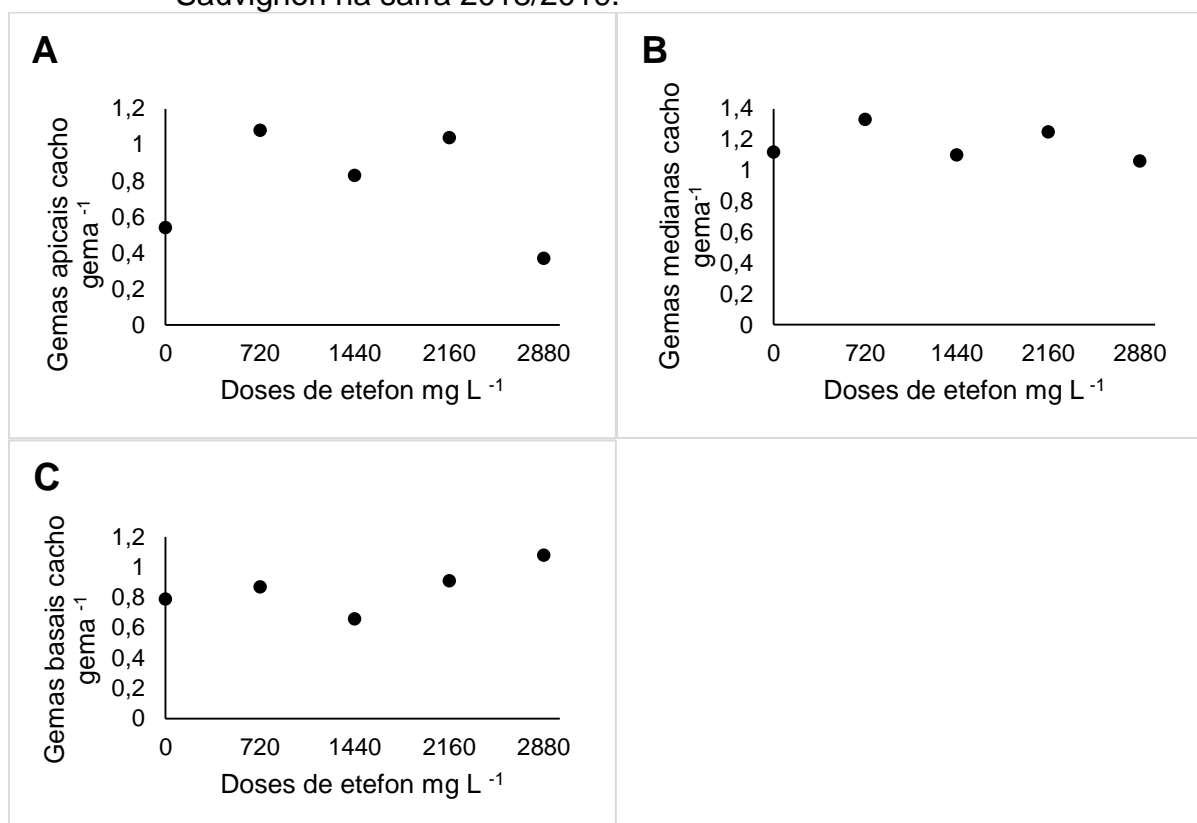 Sauvignon na safra 2015/2016.
A
Gemas apicais cacho
gema -1
1,2
1
0,8
0,6
0,4
0,2
0
0 720 1440 2160 2880
Doses de etefon mg L -1
B
Gemas medianas cacho
gema-1
1,4
1,2
1
0,8
0,6
0,4
0,2
0
0 720 1440 2160 2880
Doses de etefon mg L -1
C
Gemas basais cacho
gema -1
1,2
1
0,8
0,6
0,4
0,2
0
0 720 1440 2160 2880
Doses de etefon mg L -1